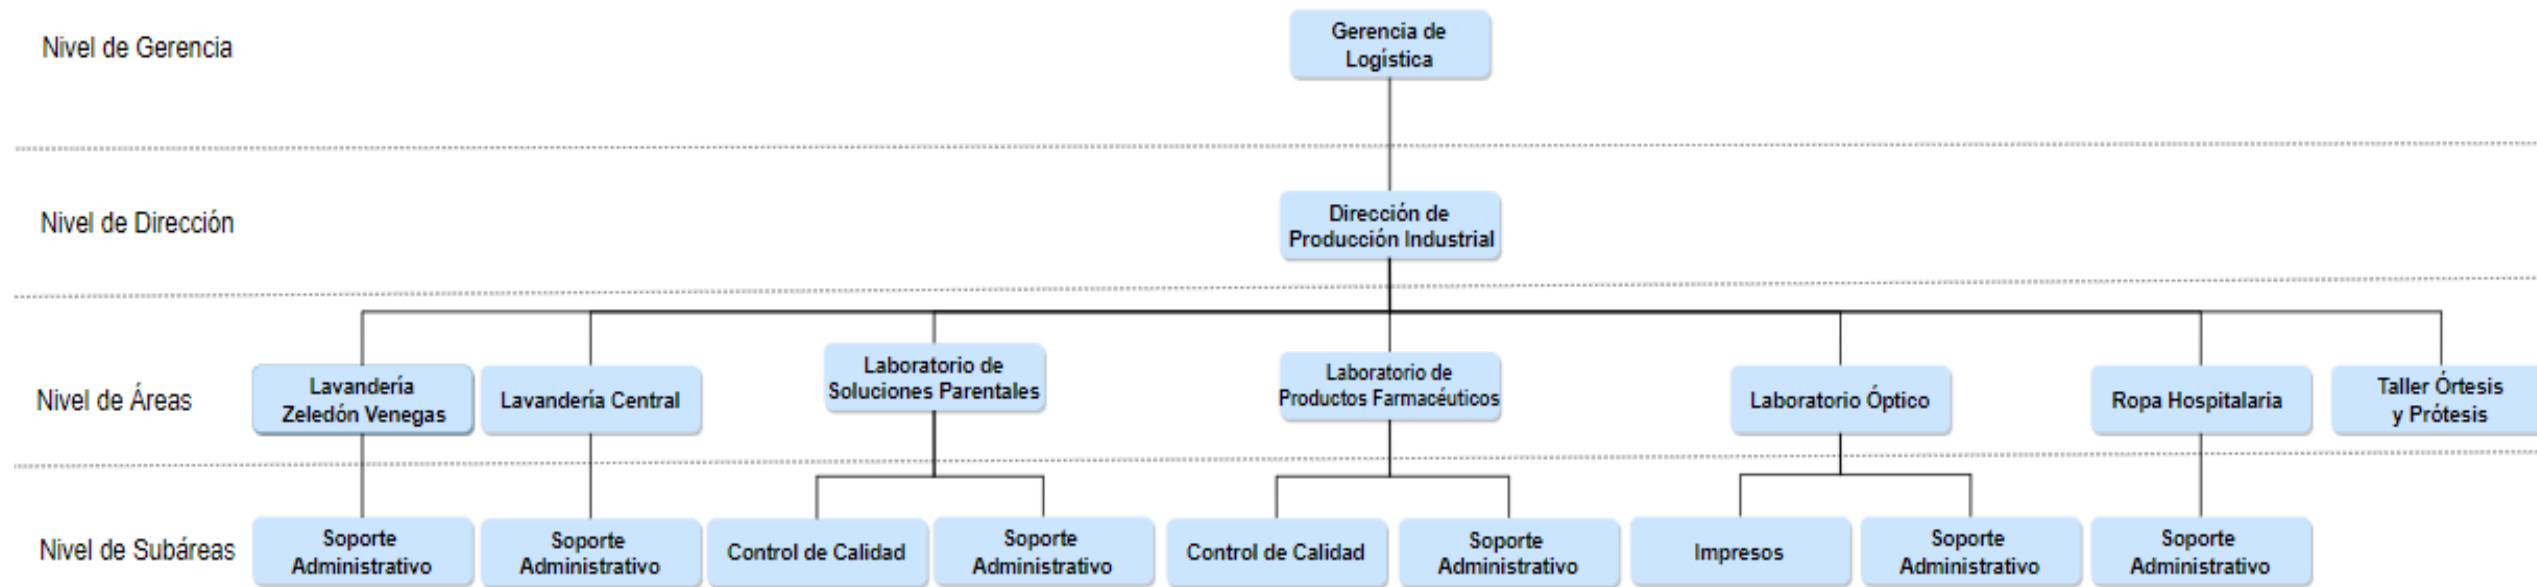 Nivel de Gerencia
Gerencia de
Logística
Nivel de Dirección
Dirección de
Producción Industrial
Nivel de Áreas
Lavandería
Zeledón Venegas
Lavandería Central
Laboratorio de
Soluciones Parentales
Laboratorio de
Productos Farmacéuticos
Laboratorio Óptico
Ropa Hospitalaria
Taller Órtesis
y Prótesis
Nivel de Subáreas
Soporte
Administrativo
Soporte
Administrativo
Control de Calidad
Soporte
Administrativo
Control de Calidad
Soporte
Administrativo
Impresos
Soporte
Administrativo
Soporte
Administrativo